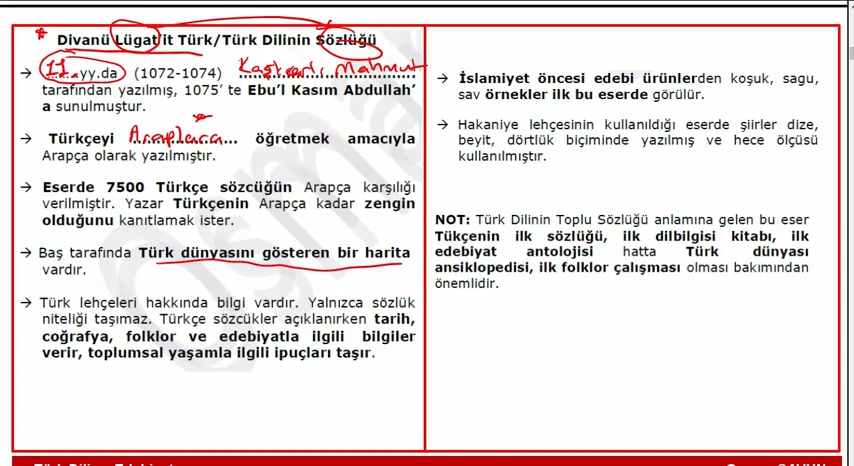 * Divanü Lügat'it Türk/Türk Dilinin Sözlüğü
→ 11......yy.da (1072-1074) Kaşgarlı Mahmut
tarafından yazılmış, 1075' te Ebu'l Kasım Abdullah'
a sunulmuştur.
→ Türkçeyi Araplara öğretmek amacıyla
Arapça olarak yazılmıştır.
→ Eserde 7500 Türkçe sözcüğün Arapça karşılığı
verilmiştir. Yazar Türkçenin Arapça kadar zengin
olduğunu kanıtlamak ister.
→ Baş tarafında Türk dünyasını gösteren bir harita
vardır.
→ Türk lehçeleri hakkında bilgi vardır. Yalnızca sözlük
niteliği taşımaz. Türkçe sözcükler açıklanırken tarih,
coğrafya, folklor ve edebiyatla ilgili bilgiler
verir, toplumsal yaşamla ilgili ipuçları taşır.
→ İslamiyet öncesi edebi ürünlerden koşuk, sagu,
sav örnekler ilk bu eserde görülür.
→ Hakaniye lehçesinin kullanıldığı eserde şiirler dize,
beyit, dörtlük biçiminde yazılmış ve hece ölçüsü
kullanılmıştır.
NOT: Türk Dilinin Toplu Sözlüğü anlamına gelen bu eser
Tükçenin ilk sözlüğü, ilk dilbilgisi kitabı, ilk
edebiyat antolojisi hatta Türk dünyası
ansiklopedisi, ilk folklor çalışması olması bakımından
önemlidir.